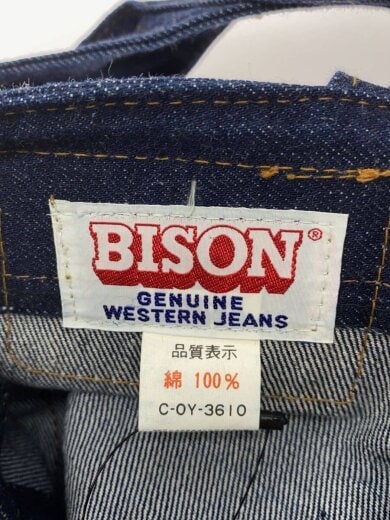 BISON®
GENUINE
WESTERN JEANS
品質表示
綿 100%
C-OY-3610